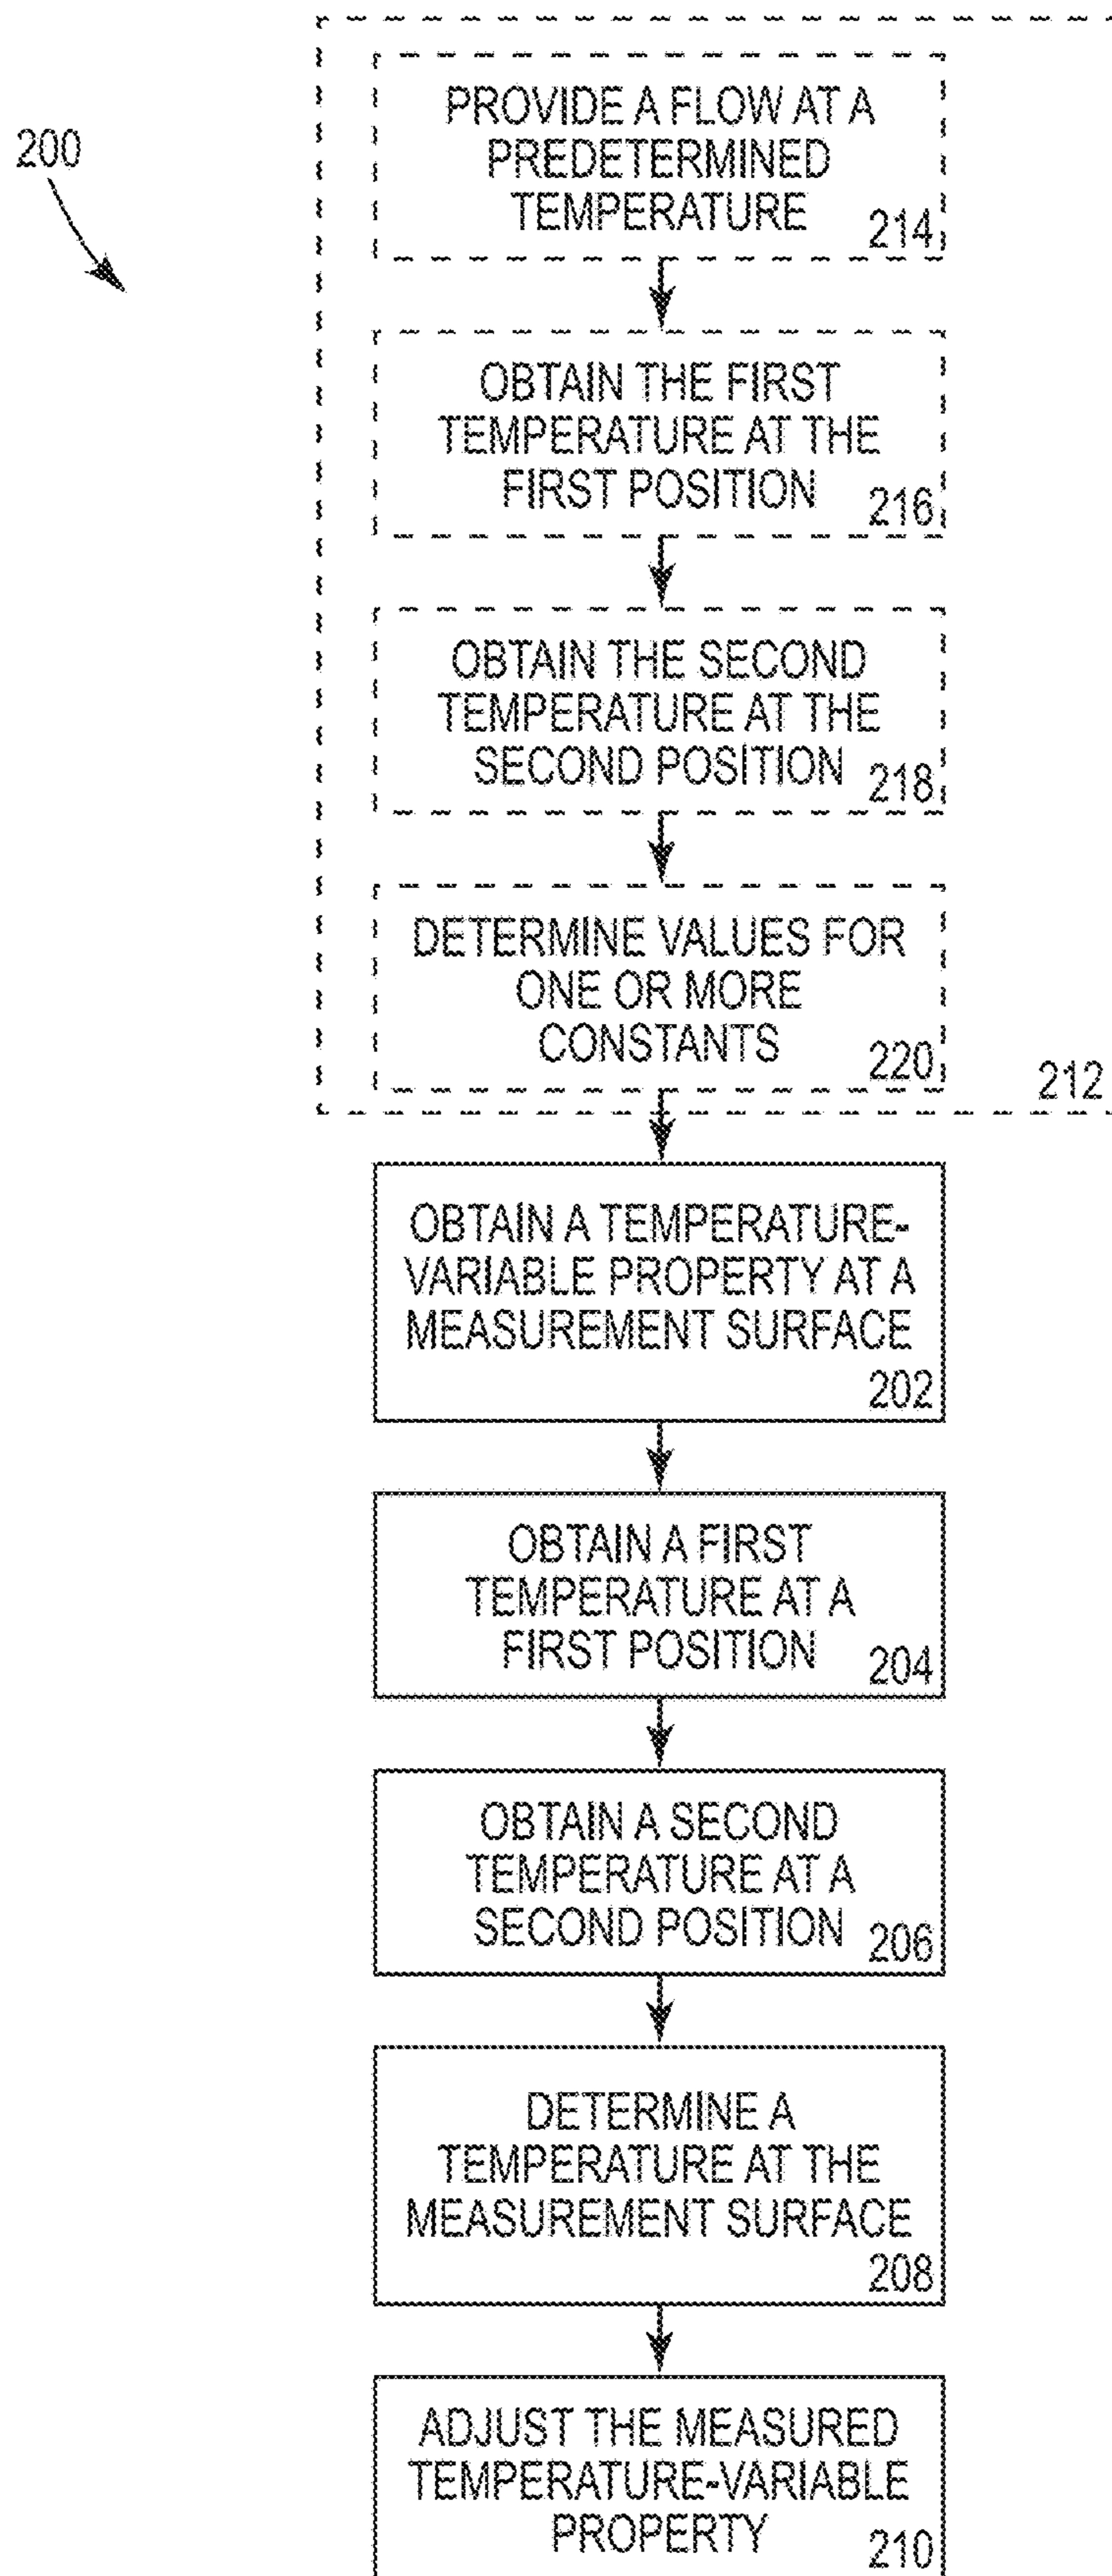 200
PROVIDE A FLOW AT A
PREDETERMINED
TEMPERATURE
214
OBTAIN THE FIRST
TEMPERATURE AT THE
FIRST POSITION
216
OBTAIN THE SECOND
TEMPERATURE AT THE
SECOND POSITION
218
DETERMINE VALUES FOR
ONE OR MORE
CONSTANTS
220
212
OBTAIN A TEMPERATURE-
VARIABLE PROPERTY AT A
MEASUREMENT SURFACE
202
OBTAIN A FIRST
TEMPERATURE AT A
FIRST POSITION
204
OBTAIN A SECOND
TEMPERATURE AT A
SECOND POSITION
206
DETERMINE A
TEMPERATURE AT THE
MEASUREMENT SURFACE
208
ADJUST THE MEASURED
TEMPERATURE-VARIABLE
PROPERTY
210